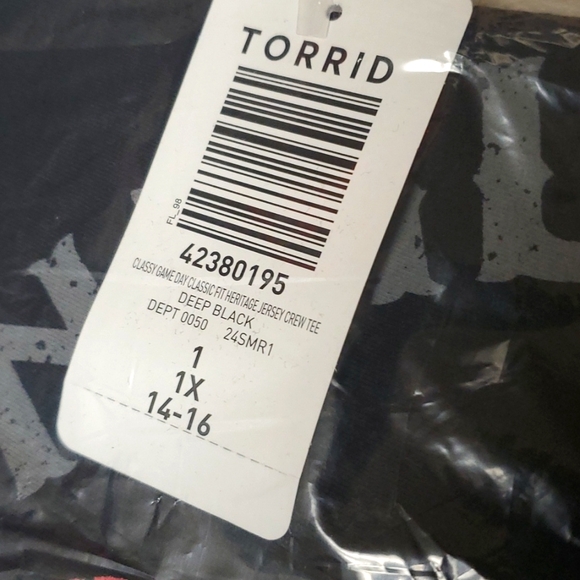 TORRID
FL_98
42380195
CLASSY GAME DAY CLASSIC FIT HERITAGE JERSEY CREW TEE
DEEP BLACK
DEPT 0050 24SMR1
1
1X
14-16